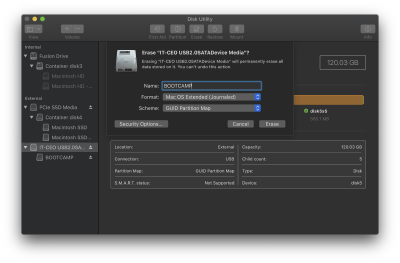 Disk Utility
View
Volume
First Aid
Partition
Erase
Restore
Mount
Info
Internal
Fusion Drive
Container disk3
Macintosh HD
Macintosh HD -...
External
PCIe SSD Media
Container disk4
Macintosh SSD
Macintosh SSD...
IT-CEO USB2.0SA...
BOOTCAMP
Erase "IT-CEO USB2.0SATADevice Media"?
Erasing "IT-CEO USB2.0SATADevice Media" will permanently erase all
data stored on it. You can't undo this action.
Name: BOOTCAMP
Format: Mac OS Extended (Journaled)
Scheme: GUID Partition Map
Security Options...
Cancel
Erase
120.03 GB
disk5s5
Location: External
Capacity: 120.03 GB
Connection: USB
Child count: 5
Partition Map: GUID Partition Map
Type: Disk
S.M.A.R.T. status: Not Supported
Device: disk5